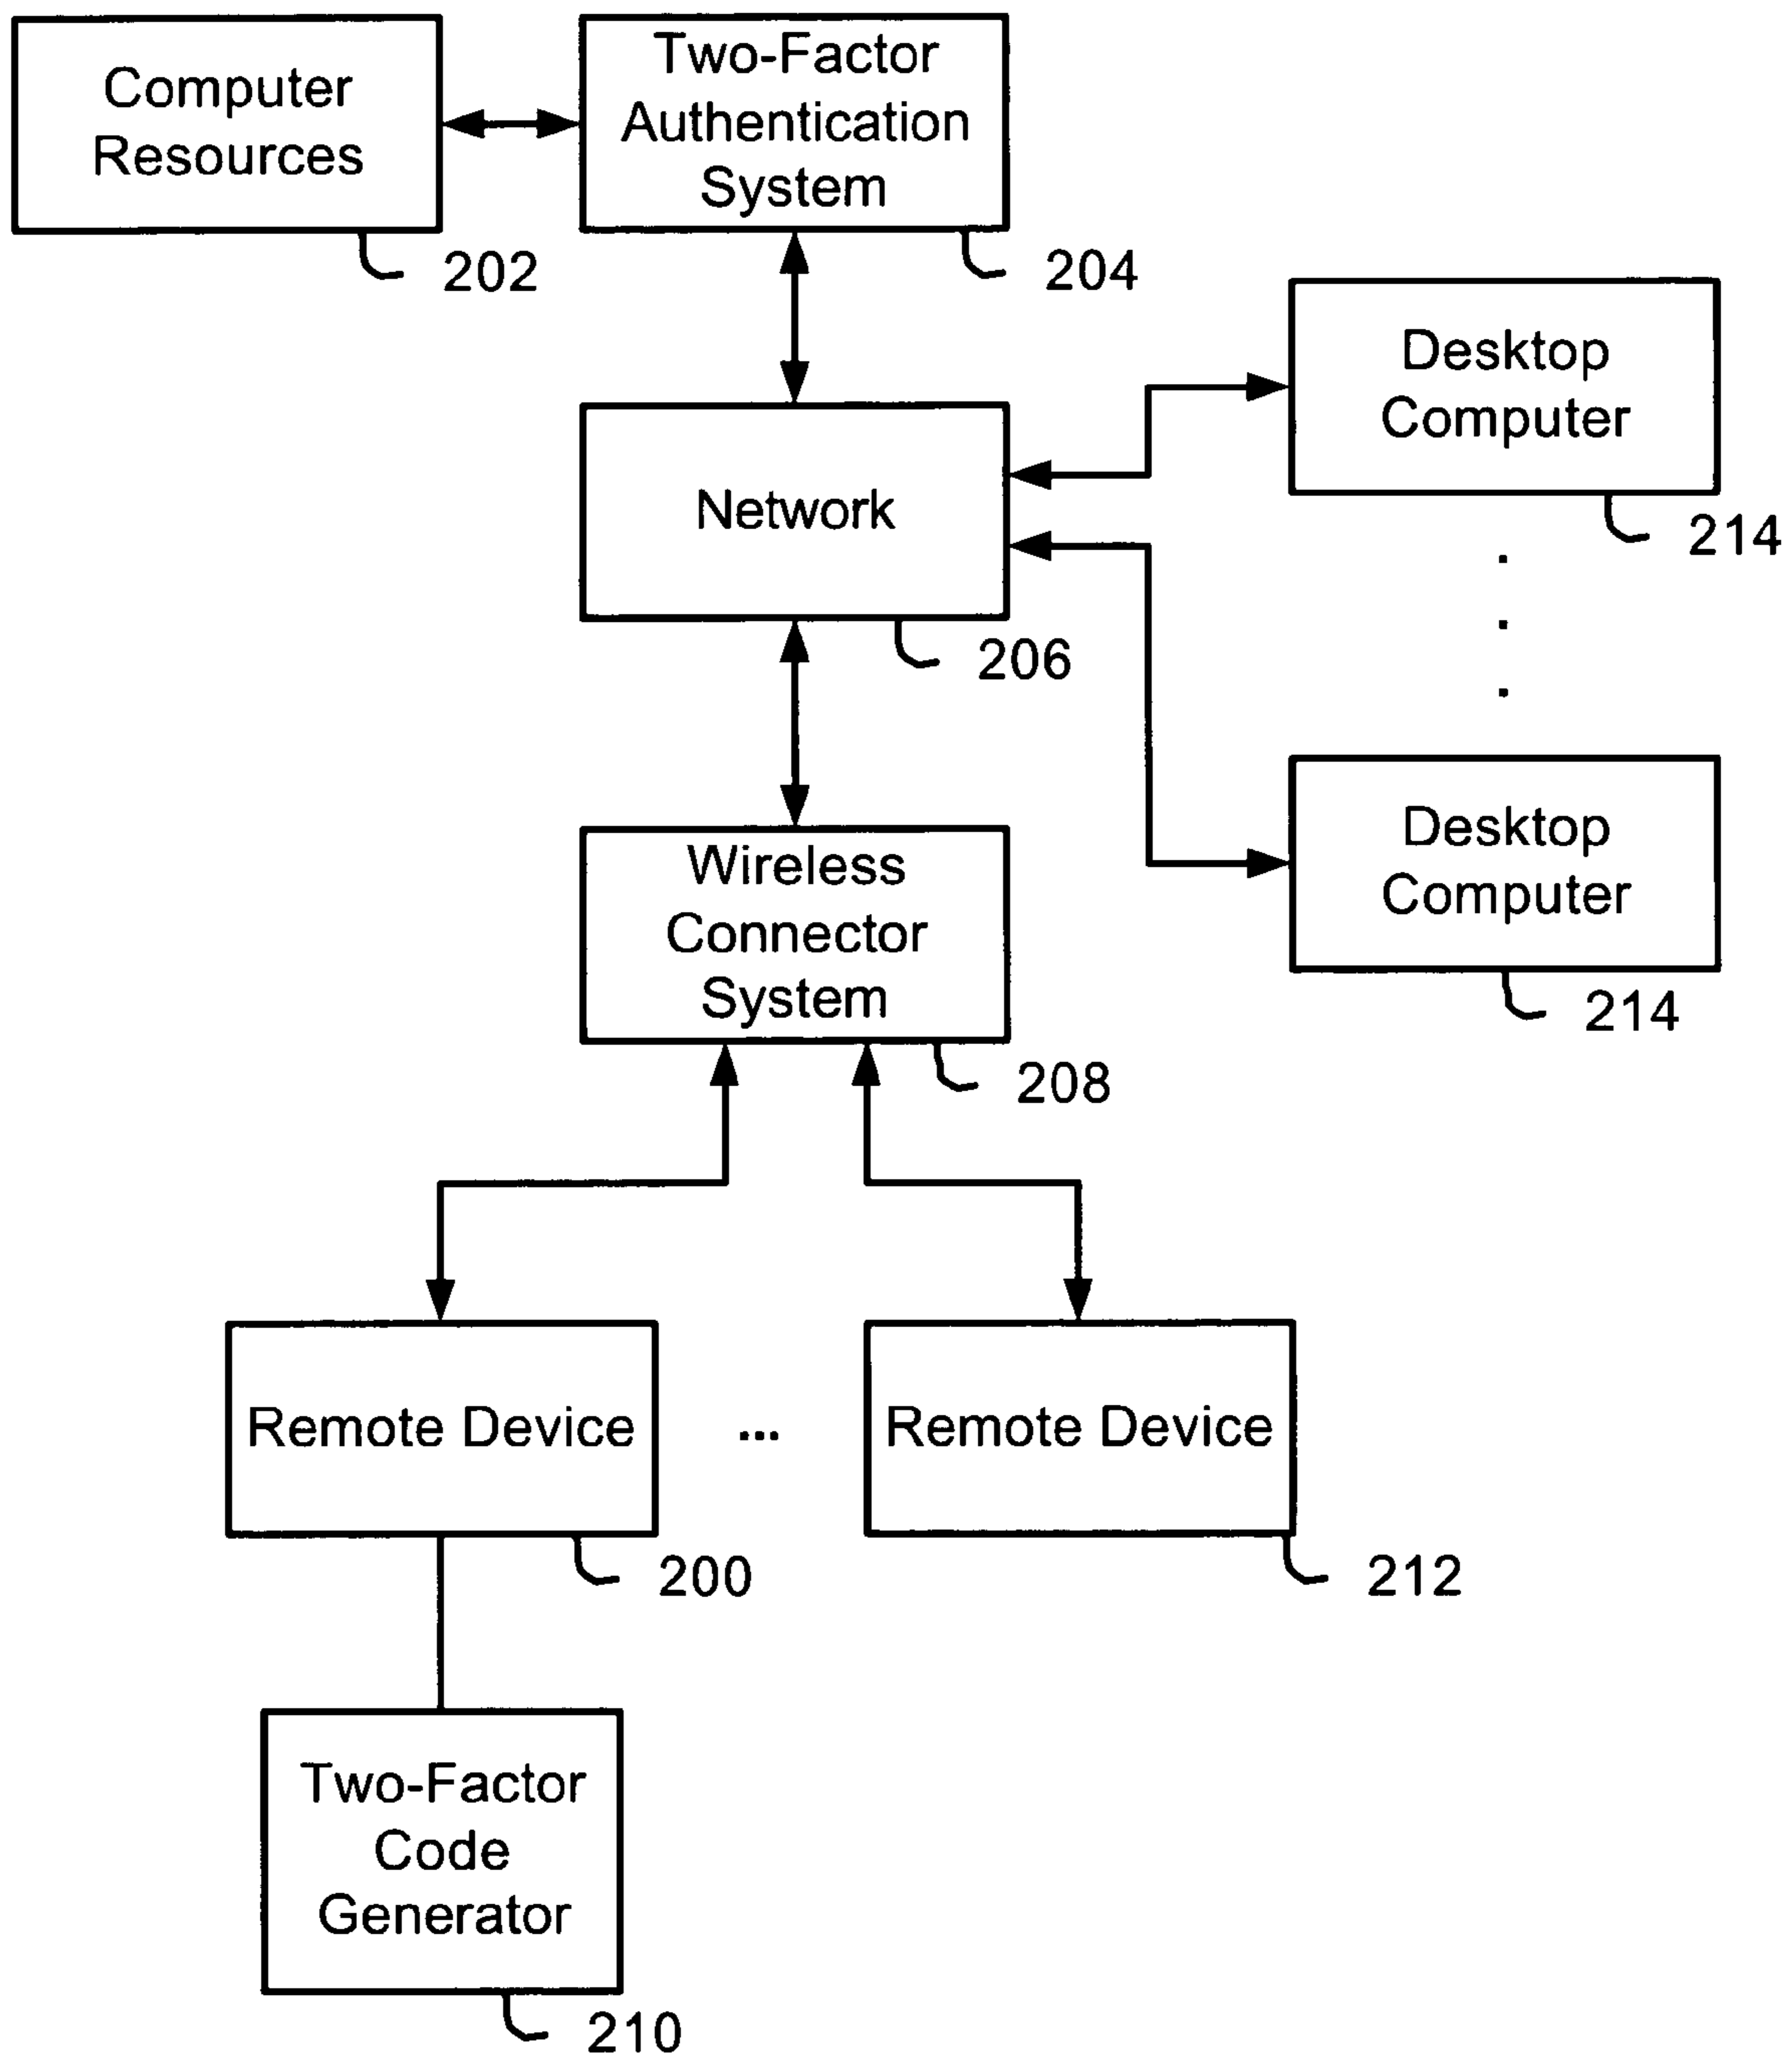 Computer
Resources
202
Two-Factor
Authentication
System
204
Desktop
Computer
214
Network
206
Desktop
Computer
214
Wireless
Connector
System
208
Remote Device
200
...
Remote Device
212
Two-Factor
Code
Generator
210